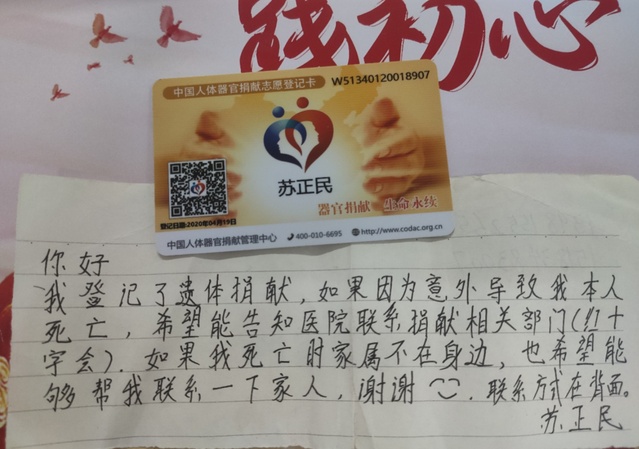 践初心
中国人体器官捐献志愿登记卡 W51340120018907
苏正民
器官捐献 生命永续
登记日期:2020年04月19日
中国人体器官捐献管理中心 400-010-6695 http://www.codac.org.cn
你好
我登记了遗体捐献,如果因为意外导致我本人
死亡,希望能告知医院联系捐献相关部门(红十
字会).如果我死亡时家属不在身边,也希望能
够帮我联系一下家人,谢谢.联系方式在背面。
苏正民